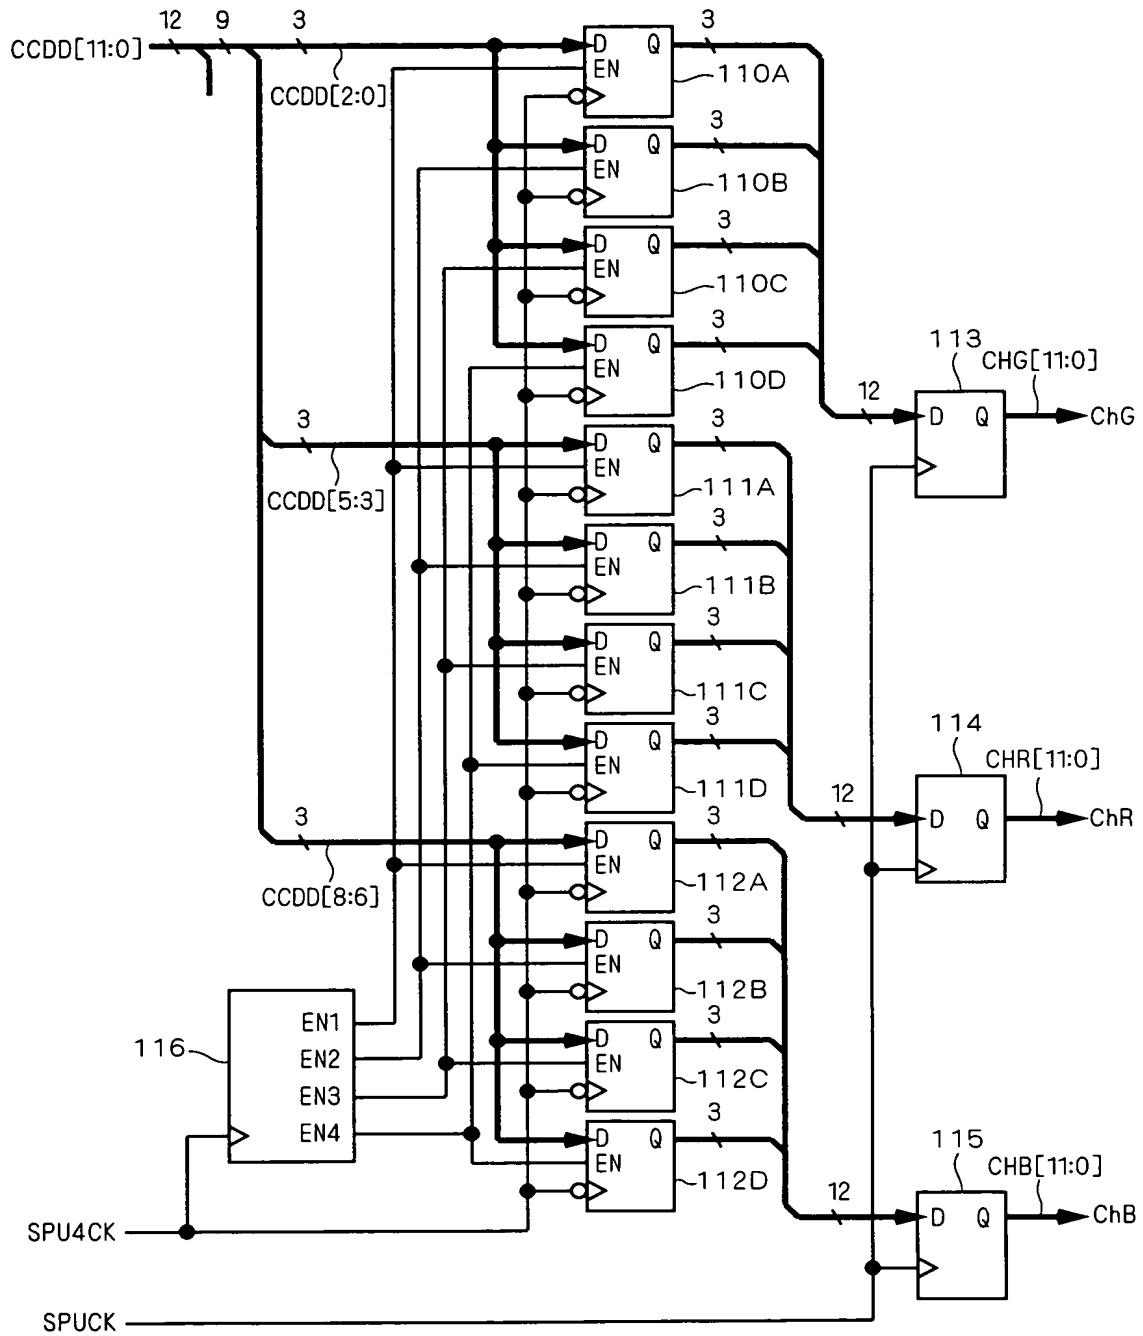 12 9 3 3
CCDD[11:0] D Q
EN 110A
CCDD[2:0]
3
D Q
EN
110B
3
D Q
EN
110C
3
D Q 113
EN CHG[11:0]
110D
12
3 3 D Q ChG
D Q
EN
CCDD[5:3] 111A
3
D Q
EN
111B
3
D Q
EN
111C
3 114
D Q CHR[11:0]
EN
111D 12
3 3 D Q ChR
D Q
EN
CCDD[8:6] 112A
3
D Q
EN
112B
EN1 3
116 D Q
EN2 EN
112C
EN3
3
EN4 D Q 115
EN CHB[11:0]
112D
12
SPU4CK D Q ChB
SPUCK